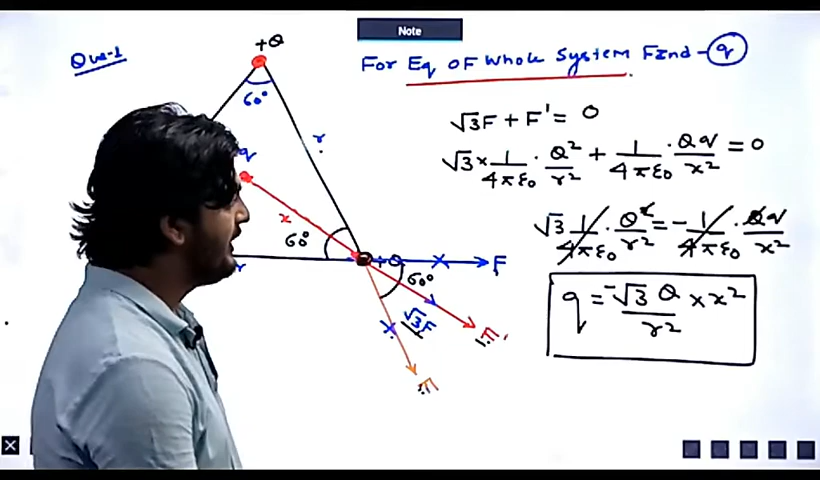 Note
Que-1
For Eq of Whole System Find - q
+Q
60°
r
q
x
60°
+Q
F
60°
√3F
F'
F
r
√3F + F' = 0
√3 × 1/4πε₀ · Q²/r² + 1/4πε₀ · Qq/x² = 0
√3 1/4πε₀ · Q²/r² = - 1/4πε₀ · Qq/x²
q = -√3 Q/r² × x²